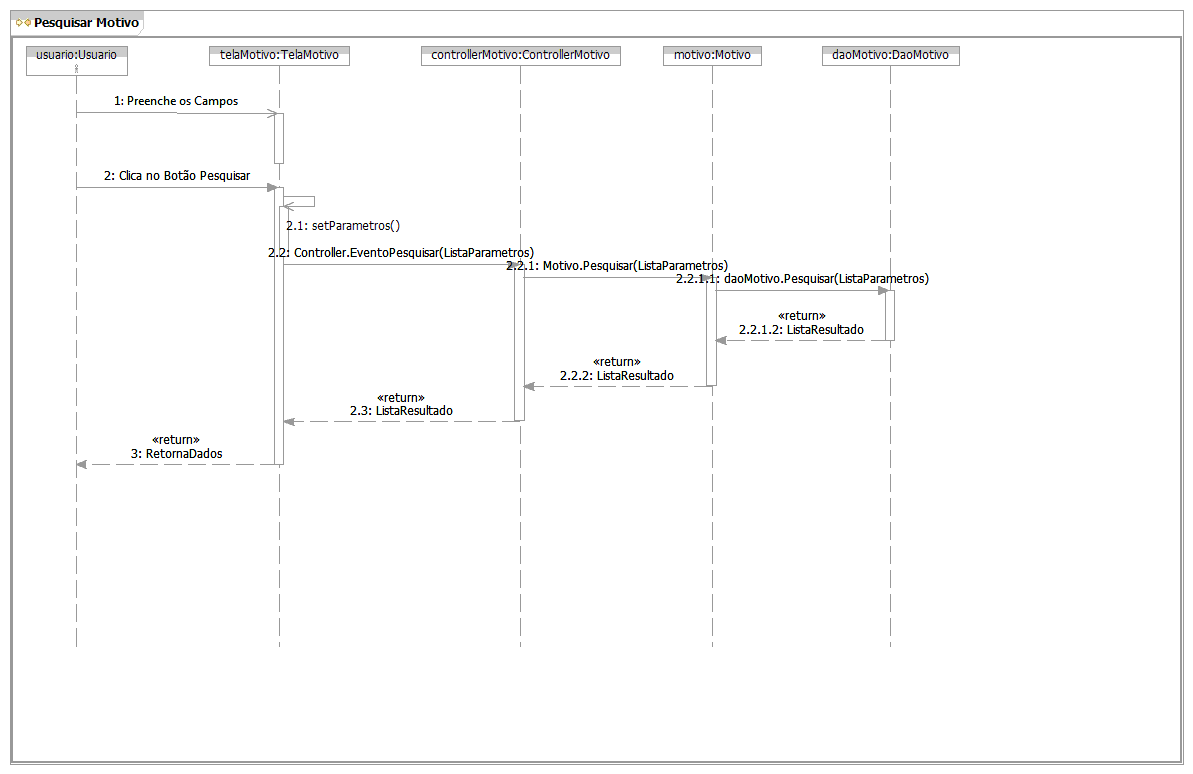 Pesquisar Motivo
usuario:Usuario
telaMotivo:TelaMotivo
controllerMotivo:ControllerMotivo
motivo:Motivo
daoMotivo:DaoMotivo
1: Preenche os Campos
2: Clica no Botão Pesquisar
2.1: setParametros()
2.2: Controller.EventoPesquisar(ListaParametros)
2.2.1: Motivo.Pesquisar(ListaParametros)
2.2.1.1: daoMotivo.Pesquisar(ListaParametros)
«return»
2.2.1.2: ListaResultado
«return»
2.2.2: ListaResultado
«return»
2.3: ListaResultado
«return»
3: RetornaDados